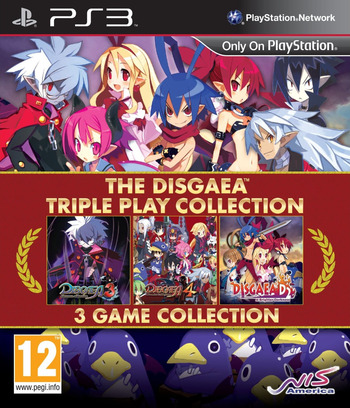 PS3
PlayStation®Network
Only On PlayStation®
THE DISGAEA™
TRIPLE PLAY COLLECTION
DISGAEA 3
DISGAEA 4
DISGAEA D2
3 GAME COLLECTION
12
www.pegi.info
NIS
America